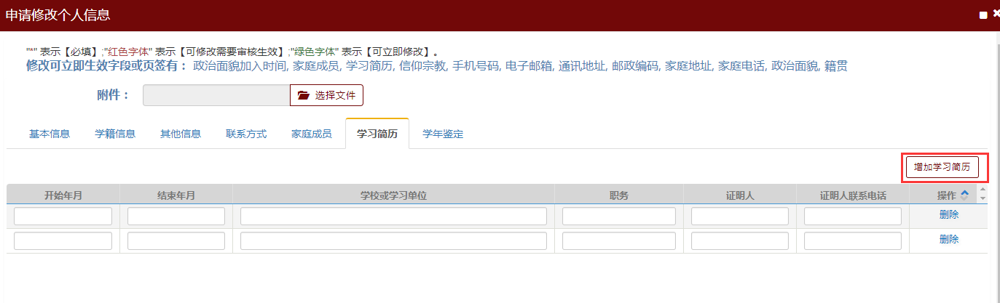 申请修改个人信息
"*" 表示【必填】;"红色字体" 表示【可修改需要审核生效】;"绿色字体" 表示【可立即修改】。
修改可立即生效字段或页签有： 政治面貌加入时间, 家庭成员, 学习简历, 信仰宗教, 手机号码, 电子邮箱, 通讯地址, 邮政编码, 家庭地址, 家庭电话, 政治面貌, 籍贯
附件： 选择文件
基本信息 学籍信息 其他信息 联系方式 家庭成员 学习简历 学年鉴定
增加学习简历
开始年月 结束年月 学校或学习单位 职务 证明人 证明人联系电话 操作
删除
删除